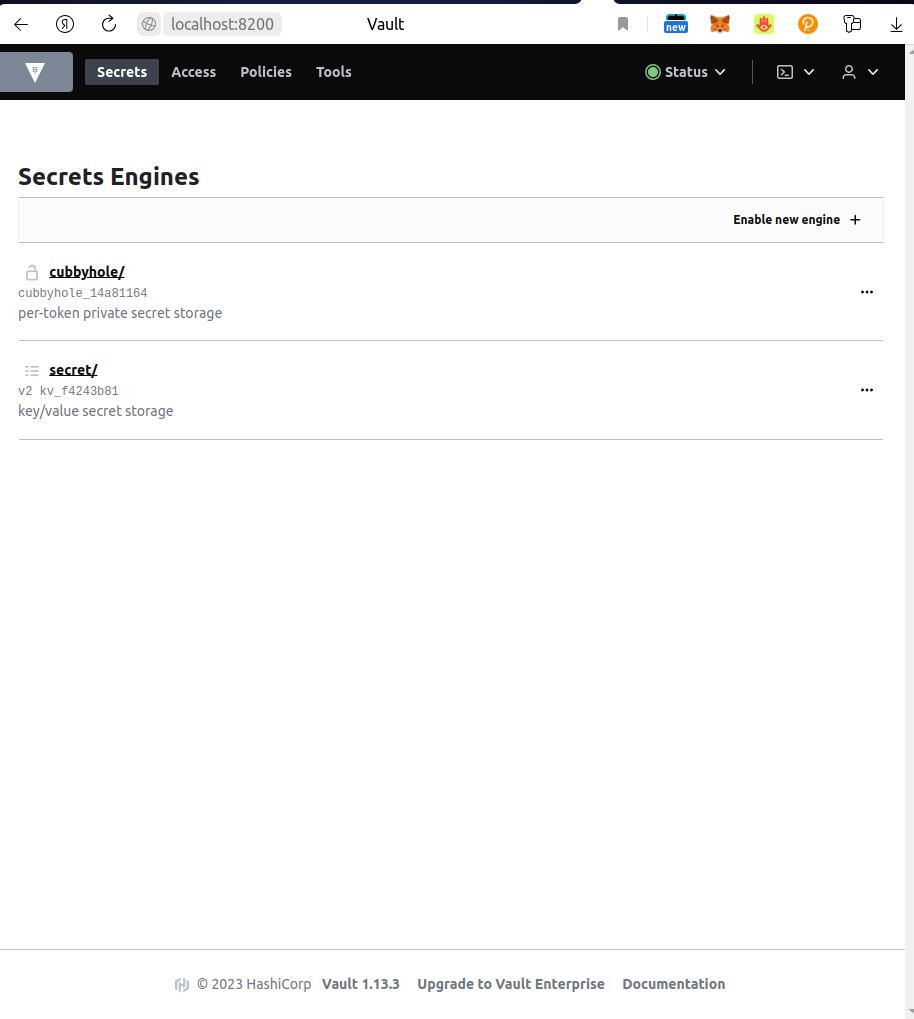 Я localhost:8200 Vault new
Secrets Access Policies Tools Status
Secrets Engines
Enable new engine +
cubbyhole/
cubbyhole_14a81164
per-token private secret storage
secret/
v2 kv_f4243b81
key/value secret storage
© 2023 HashiCorp Vault 1.13.3 Upgrade to Vault Enterprise Documentation